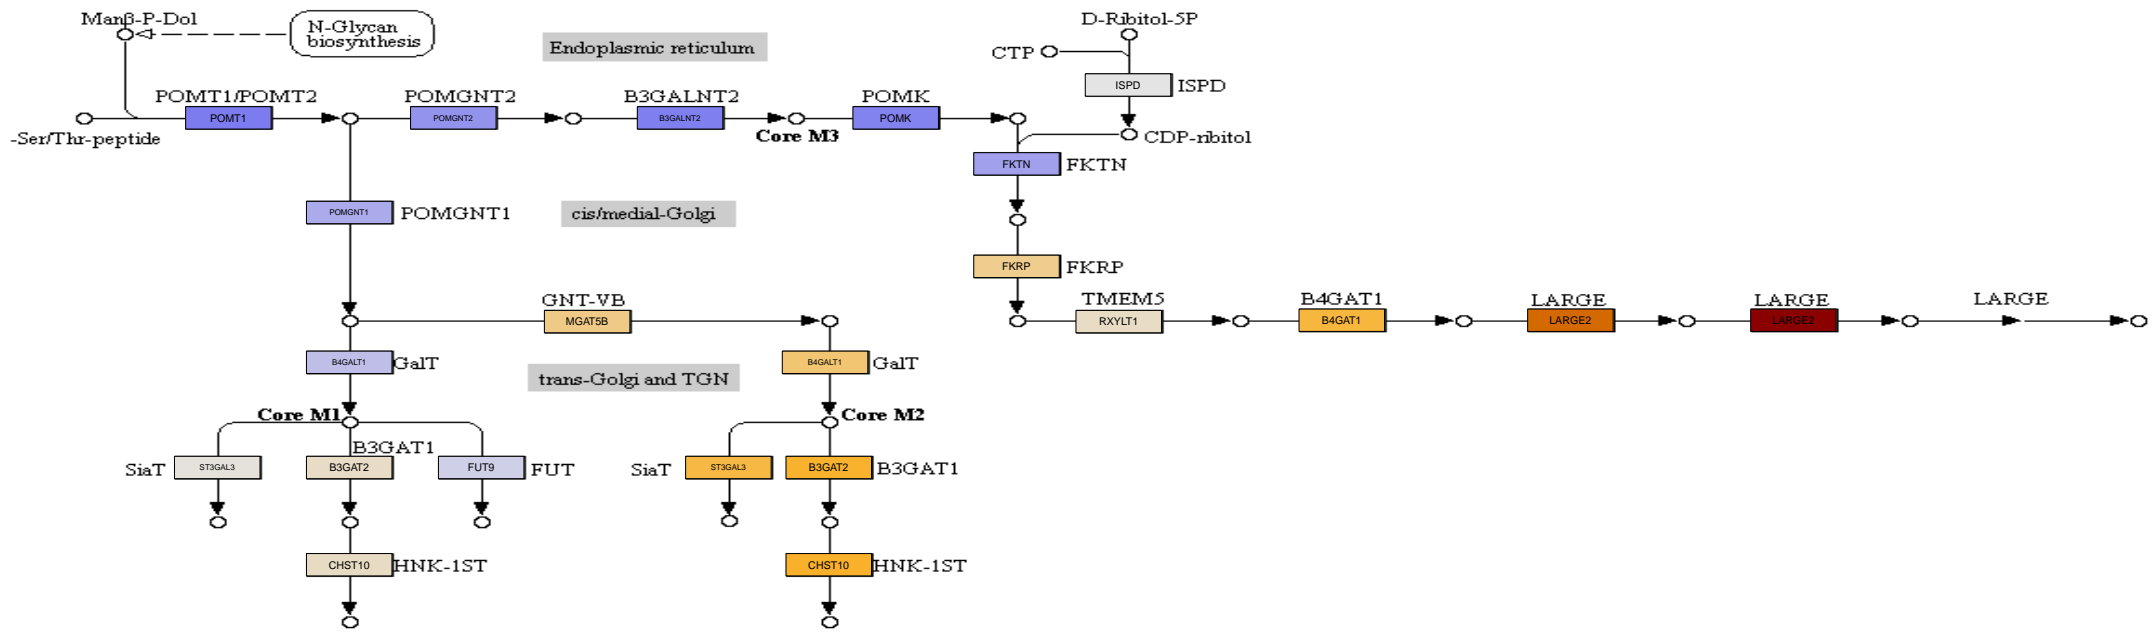 Manβ-P-Dol
N-Glycan
biosynthesis
Endoplasmic reticulum
D-Ribitol-5P
CTP
ISPD
ISPD
POMT1/POMT2
POMGNT2
B3GALNT2
POMK
POMT1
POMGNT2
B3GALNT2
POMK
-Ser/Thr-peptide
Core M3
CDP-ribitol
FKTN
FKTN
POMGNT1
POMGNT1
cis/medial-Golgi
FKRP
FKRP
GNT-VB
TMEM5
B4GAT1
LARGE
LARGE
LARGE
MGAT5B
RXYLT1
B4GAT1
LARGE2
LARGE2
B4GALT1
GalT
trans-Golgi and TGN
B4GALT1
GalT
Core M1
Core M2
B3GAT1
SiaT
ST3GAL3
B3GAT2
FUT9
FUT
SiaT
ST3GAL3
B3GAT2
B3GAT1
CHST10
HNK-1ST
CHST10
HNK-1ST